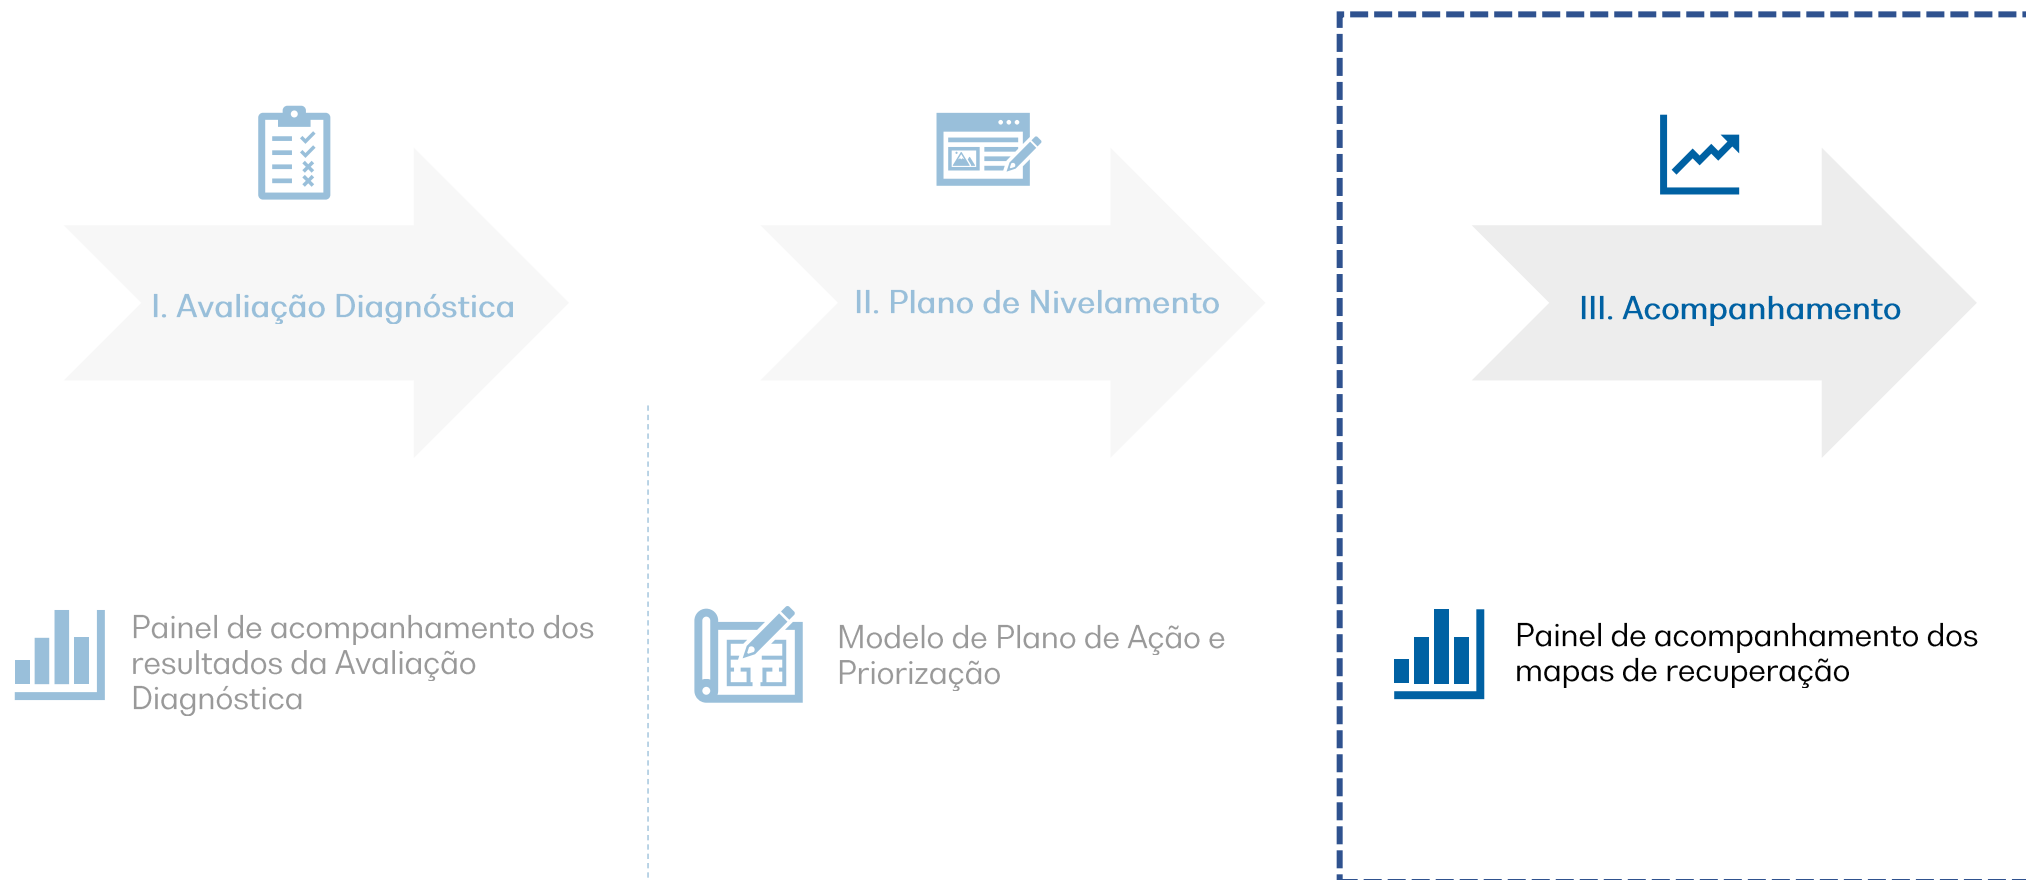 I. Avaliação Diagnóstica
II. Plano de Nivelamento
III. Acompanhamento
Painel de acompanhamento dos
resultados da Avaliação
Diagnóstica
Modelo de Plano de Ação e
Priorização
Painel de acompanhamento dos
mapas de recuperação